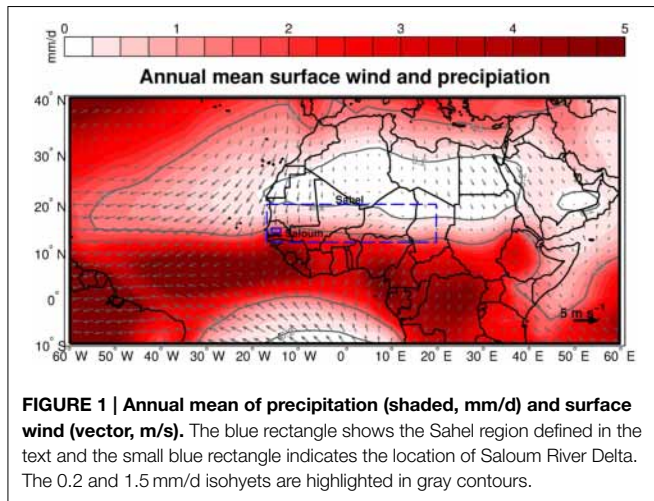 0 1 2 3 4 5
mm/d
Annual mean surface wind and precipiation
40° N
30° N
20° N
10° N
0°
10° S
Sahel
Saloum
5 m s⁻¹
60° W 50° W 40° W 30° W 20° W 10° W 0° 10° E 20° E 30° E 40° E 50° E 60° E
FIGURE 1 | Annual mean of precipitation (shaded, mm/d) and surface
wind (vector, m/s). The blue rectangle shows the Sahel region defined in the
text and the small blue rectangle indicates the location of Saloum River Delta.
The 0.2 and 1.5 mm/d isohyets are highlighted in gray contours.